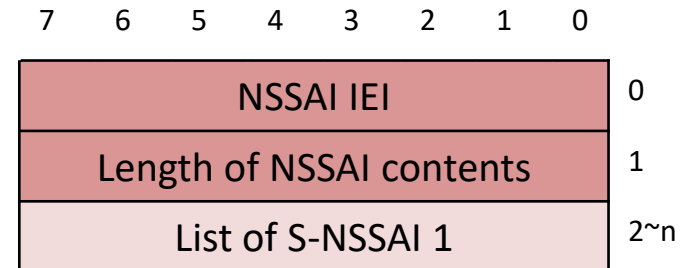 7 6 5 4 3 2 1 0
NSSAI IEI 0
Length of NSSAI contents 1
List of S-NSSAI 1 2~n